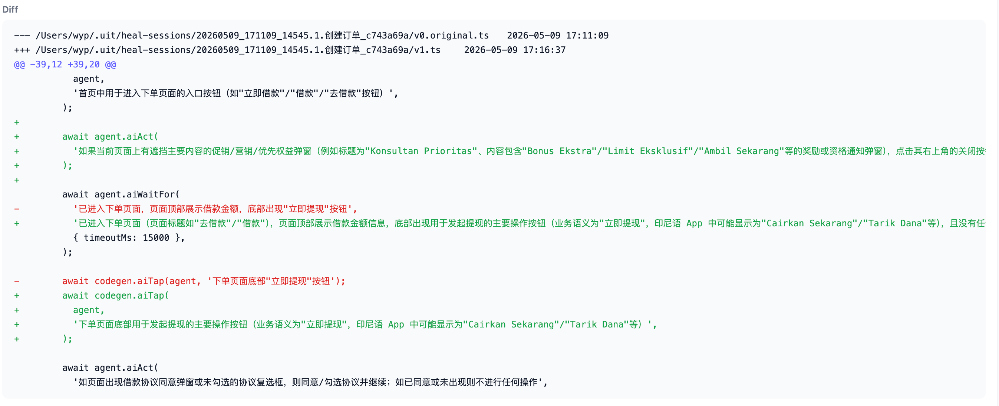 Diff
--- /Users/wyp/.uit/heal-sessions/20260509_171109_14545.1.创建订单_c743a69a/v0.original.ts 2026-05-09 17:11:09
+++ /Users/wyp/.uit/heal-sessions/20260509_171109_14545.1.创建订单_c743a69a/v1.ts 2026-05-09 17:16:37
@@ -39,12 +39,20 @@
agent,
'首页中用于进入下单页面的入口按钮（如"立即借款"/"借款"/"去借款"按钮）',
);
+
+ await agent.aiAct(
+ '如果当前页面上有遮挡主要内容的促销/营销/优先权益弹窗（例如标题为"Konsultan Prioritas"、内容包含"Bonus Ekstra"/"Limit Eksklusif"/"Ambil Sekarang"等的奖励或资格通知弹窗），点击其右上角的关闭按
+ );
+
await agent.aiWaitFor(
- '已进入下单页面，页面顶部展示借款金额，底部出现"立即提现"按钮',
+ '已进入下单页面（页面标题如"去借款"/"借款"），页面顶部展示借款金额信息，底部出现用于发起提现的主要操作按钮（业务语义为"立即提现"，印尼语 App 中可能显示为"Cairkan Sekarang"/"Tarik Dana"等），且没有任
{ timeoutMs: 15000 },
);
- await codegen.aiTap(agent, '下单页面底部"立即提现"按钮');
+ await codegen.aiTap(
+ agent,
+ '下单页面底部用于发起提现的主要操作按钮（业务语义为"立即提现"，印尼语 App 中可能显示为"Cairkan Sekarang"/"Tarik Dana"等）',
+ );
await agent.aiAct(
'如页面出现借款协议同意弹窗或未勾选的协议复选框，则同意/勾选协议并继续；如已同意或未出现则不进行任何操作',